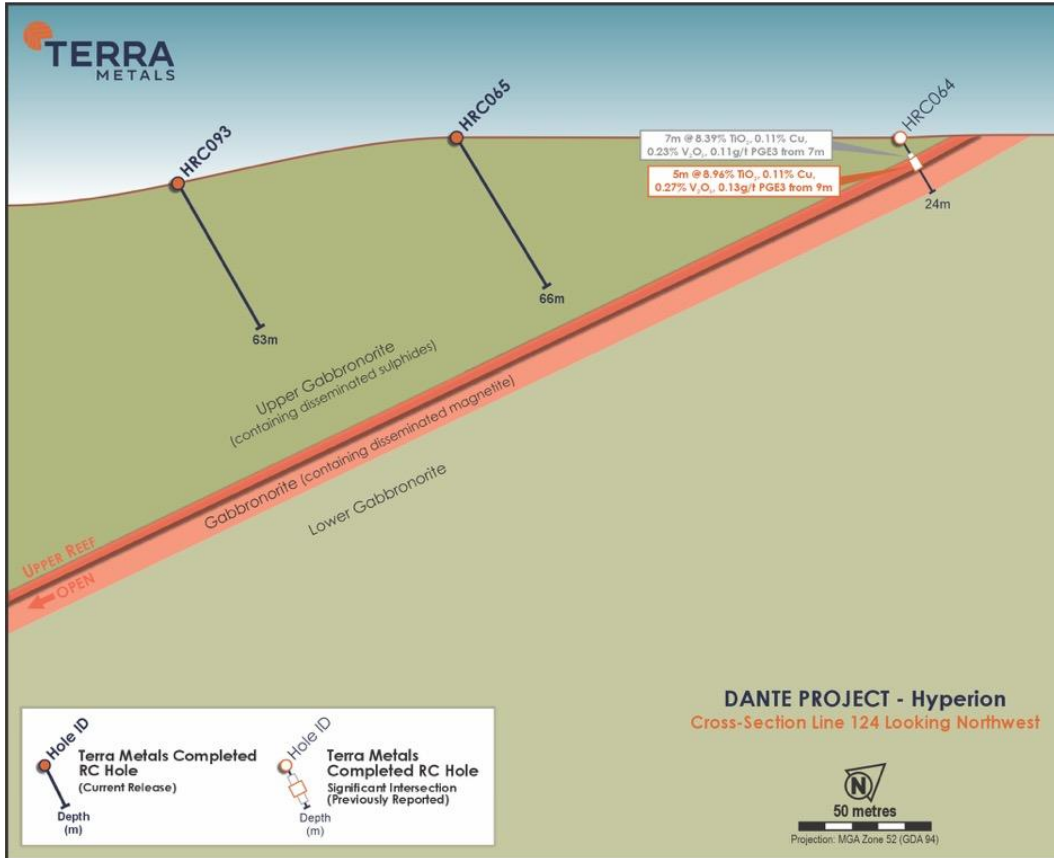 TERRA
METALS
HRC093
HRC065
HRC064
7m @ 8.39% TiO₂, 0.11% Cu,
0.23% V₂O₅, 0.11g/t PGE3 from 7m
5m @ 8.96% TiO₂, 0.11% Cu,
0.27% V₂O₅, 0.13g/t PGE3 from 9m
24m
66m
63m
Upper Gabbronorite
(containing disseminated sulphides)
Gabbronorite (containing disseminated magnetite)
Lower Gabbronorite
UPPER REEF
OPEN
DANTE PROJECT - Hyperion
Cross-Section Line 124 Looking Northwest
Hole ID
Terra Metals Completed
RC Hole
(Current Release)
Depth
(m)
Hole ID
Terra Metals
Completed RC Hole
Significant Intersection
(Previously Reported)
Depth
(m)
N
50 metres
Projection: MGA Zone 52 (GDA 94)